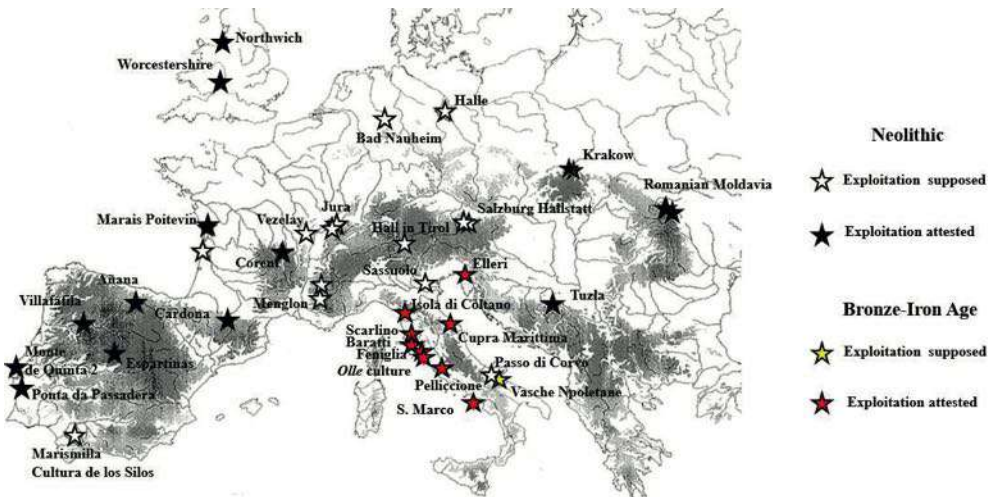 Northwich
Worcestershire
Halle
Bad Nauheim
Krakow
Romanian Moldavia
Marais Poitevin
Vezelay
Jura
Salzburg Hallstatt
Hall in Tirol
Corent
Sassuolo
Elleri
Menglon
Añana
Villafafila
Cardona
Isola di Coltano
Tuzla
Scarlino
Cupra Marittima
Baratti
Feniglia
Olle culture
Passo di Corvo
Pelliccione
Vasche Npoletane
S. Marco
Monte
de Quinta 2
Espartinas
Ponta da Passadera
Marismilla
Cultura de los Silos
Neolithic
Exploitation supposed
Exploitation attested
Bronze-Iron Age
Exploitation supposed
Exploitation attested